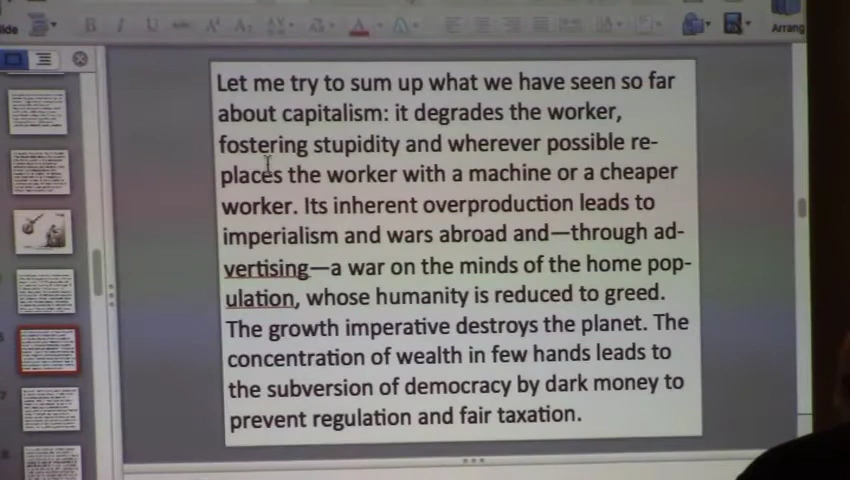 lide
B I U
Arrang
Let me try to sum up what we have seen so far
about capitalism: it degrades the worker,
fostering stupidity and wherever possible re-
places the worker with a machine or a cheaper
worker. Its inherent overproduction leads to
imperialism and wars abroad and—through ad-
vertising—a war on the minds of the home pop-
ulation, whose humanity is reduced to greed.
The growth imperative destroys the planet. The
concentration of wealth in few hands leads to
the subversion of democracy by dark money to
prevent regulation and fair taxation.
7
8